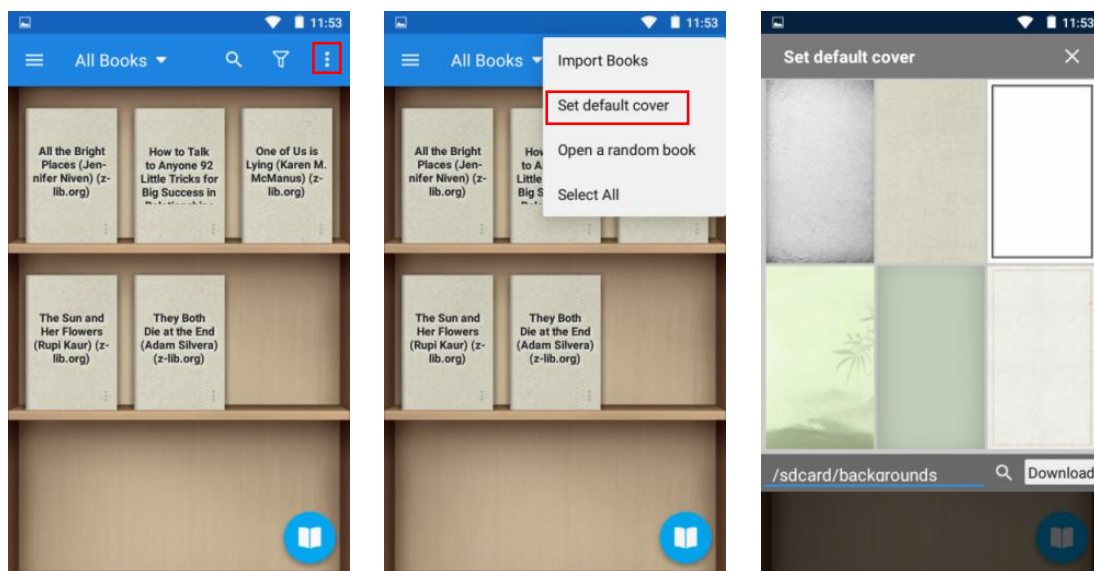 11:53
All Books
All the Bright
Places (Jen-
nifer Niven) (z-
lib.org)
How to Talk
to Anyone 92
Little Tricks for
Big Success in
One of Us is
Lying (Karen M.
McManus) (z-
lib.org)
The Sun and
Her Flowers
(Rupi Kaur) (z-
lib.org)
They Both
Die at the End
(Adam Silvera)
(z-lib.org)
11:53
All Books
Import Books
Set default cover
Open a random book
Select All
All the Bright
Places (Jen-
nifer Niven) (z-
lib.org)
The Sun and
Her Flowers
(Rupi Kaur) (z-
lib.org)
They Both
Die at the End
(Adam Silvera)
(z-lib.org)
11:53
Set default cover
/sdcard/backgrounds
Download